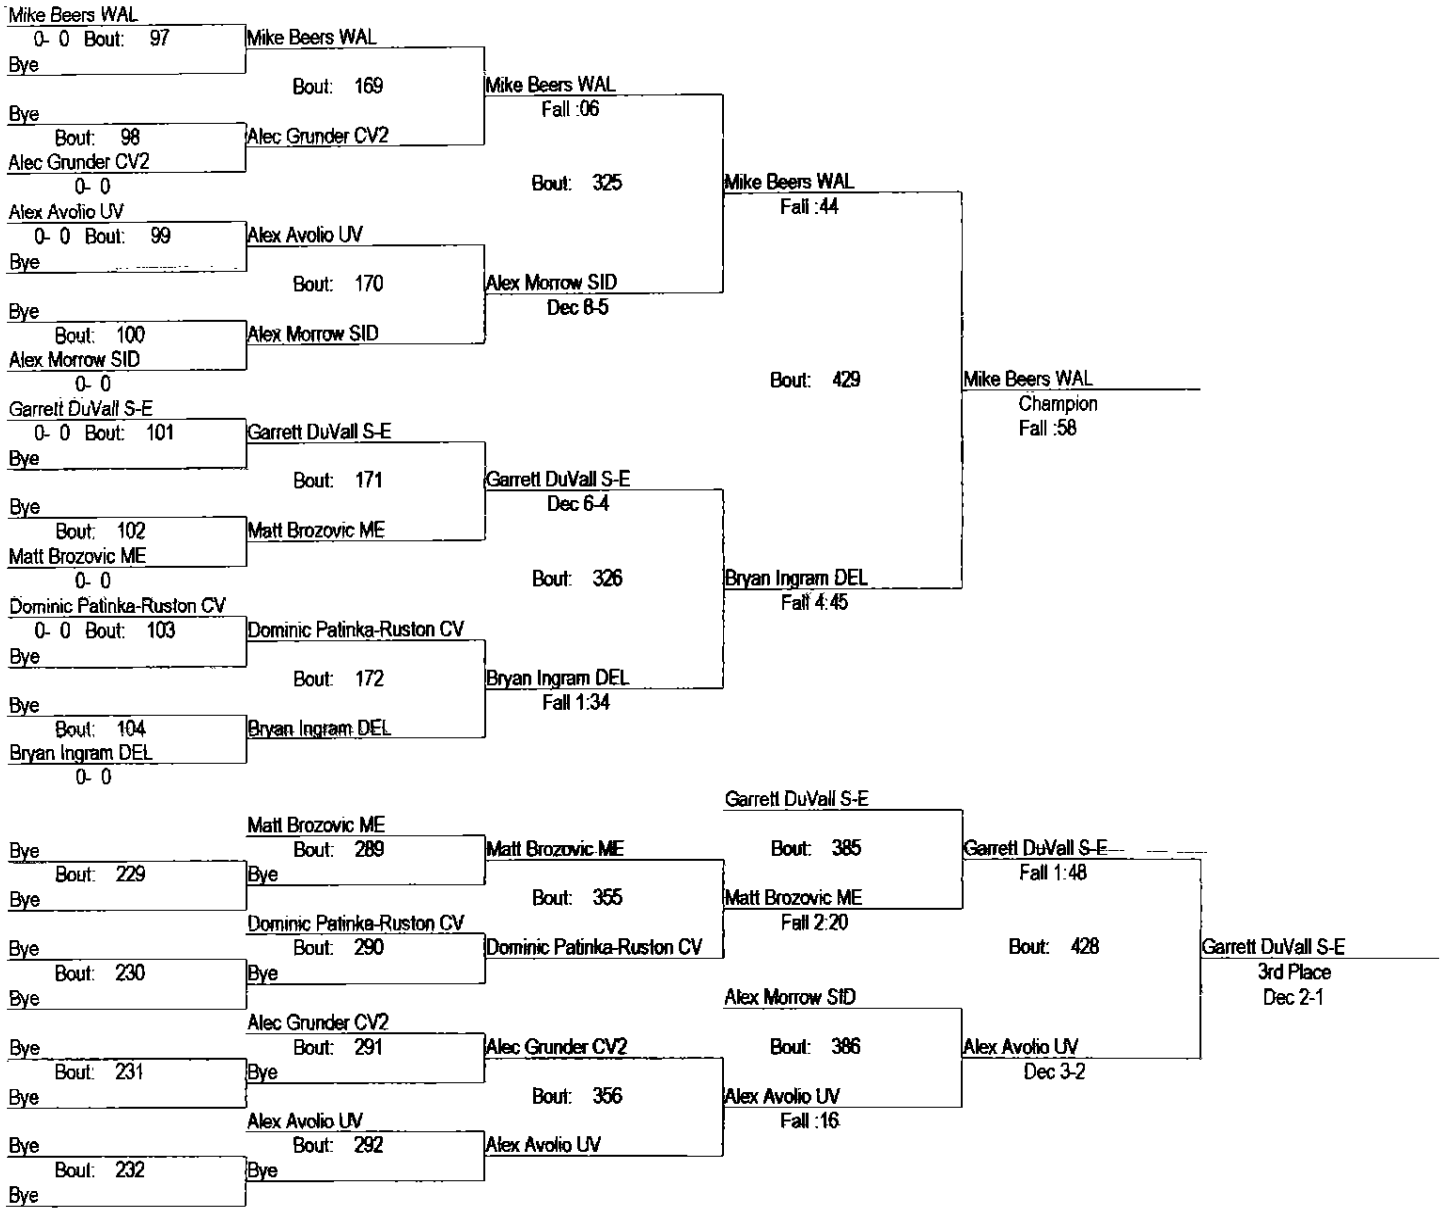 Mike Beers WAL
0- 0 Bout: 97
Bye
Mike Beers WAL
Bout: 169
Bye
Bout: 98
Alec Grunder CV2
0- 0
Alec Grunder CV2
Mike Beers WAL
Fall :06
Bout: 325
Alex Avolio UV
0- 0 Bout: 99
Bye
Alex Avolio UV
Bout: 170
Bye
Bout: 100
Alex Morrow SID
0- 0
Alex Morrow SID
Alex Morrow SID
Dec 8-5
Mike Beers WAL
Fall :44
Bout: 429
Mike Beers WAL
Champion
Fall :58
Garrett DuVall S-E
0- 0 Bout: 101
Bye
Garrett DuVall S-E
Bout: 171
Bye
Bout: 102
Matt Brozovic ME
0- 0
Matt Brozovic ME
Garrett DuVall S-E
Dec 6-4
Bout: 326
Dominic Patinka-Ruston CV
0- 0 Bout: 103
Bye
Dominic Patinka-Ruston CV
Bout: 172
Bye
Bout: 104
Bryan Ingram DEL
0- 0
Bryan Ingram DEL
Bryan Ingram DEL
Fall 1:34
Bryan Ingram DEL
Fall 4:45
Bye
Bout: 229
Bye
Matt Brozovic ME
Bout: 289
Bye
Matt Brozovic ME
Bout: 355
Bye
Bout: 230
Bye
Dominic Patinka-Ruston CV
Bout: 290
Bye
Dominic Patinka-Ruston CV
Garrett DuVall S-E
Bout: 385
Matt Brozovic ME
Fall 2:20
Garrett DuVall S-E
Fall 1:48
Bout: 428
Garrett DuVall S-E
3rd Place
Dec 2-1
Bye
Bout: 231
Bye
Alec Grunder CV2
Bout: 291
Bye
Alec Grunder CV2
Bout: 356
Bye
Bout: 232
Bye
Alex Avolio UV
Bout: 292
Bye
Alex Avolio UV
Alex Morrow SID
Bout: 386
Alex Avolio UV
Fall :16
Alex Avolio UV
Dec 3-2